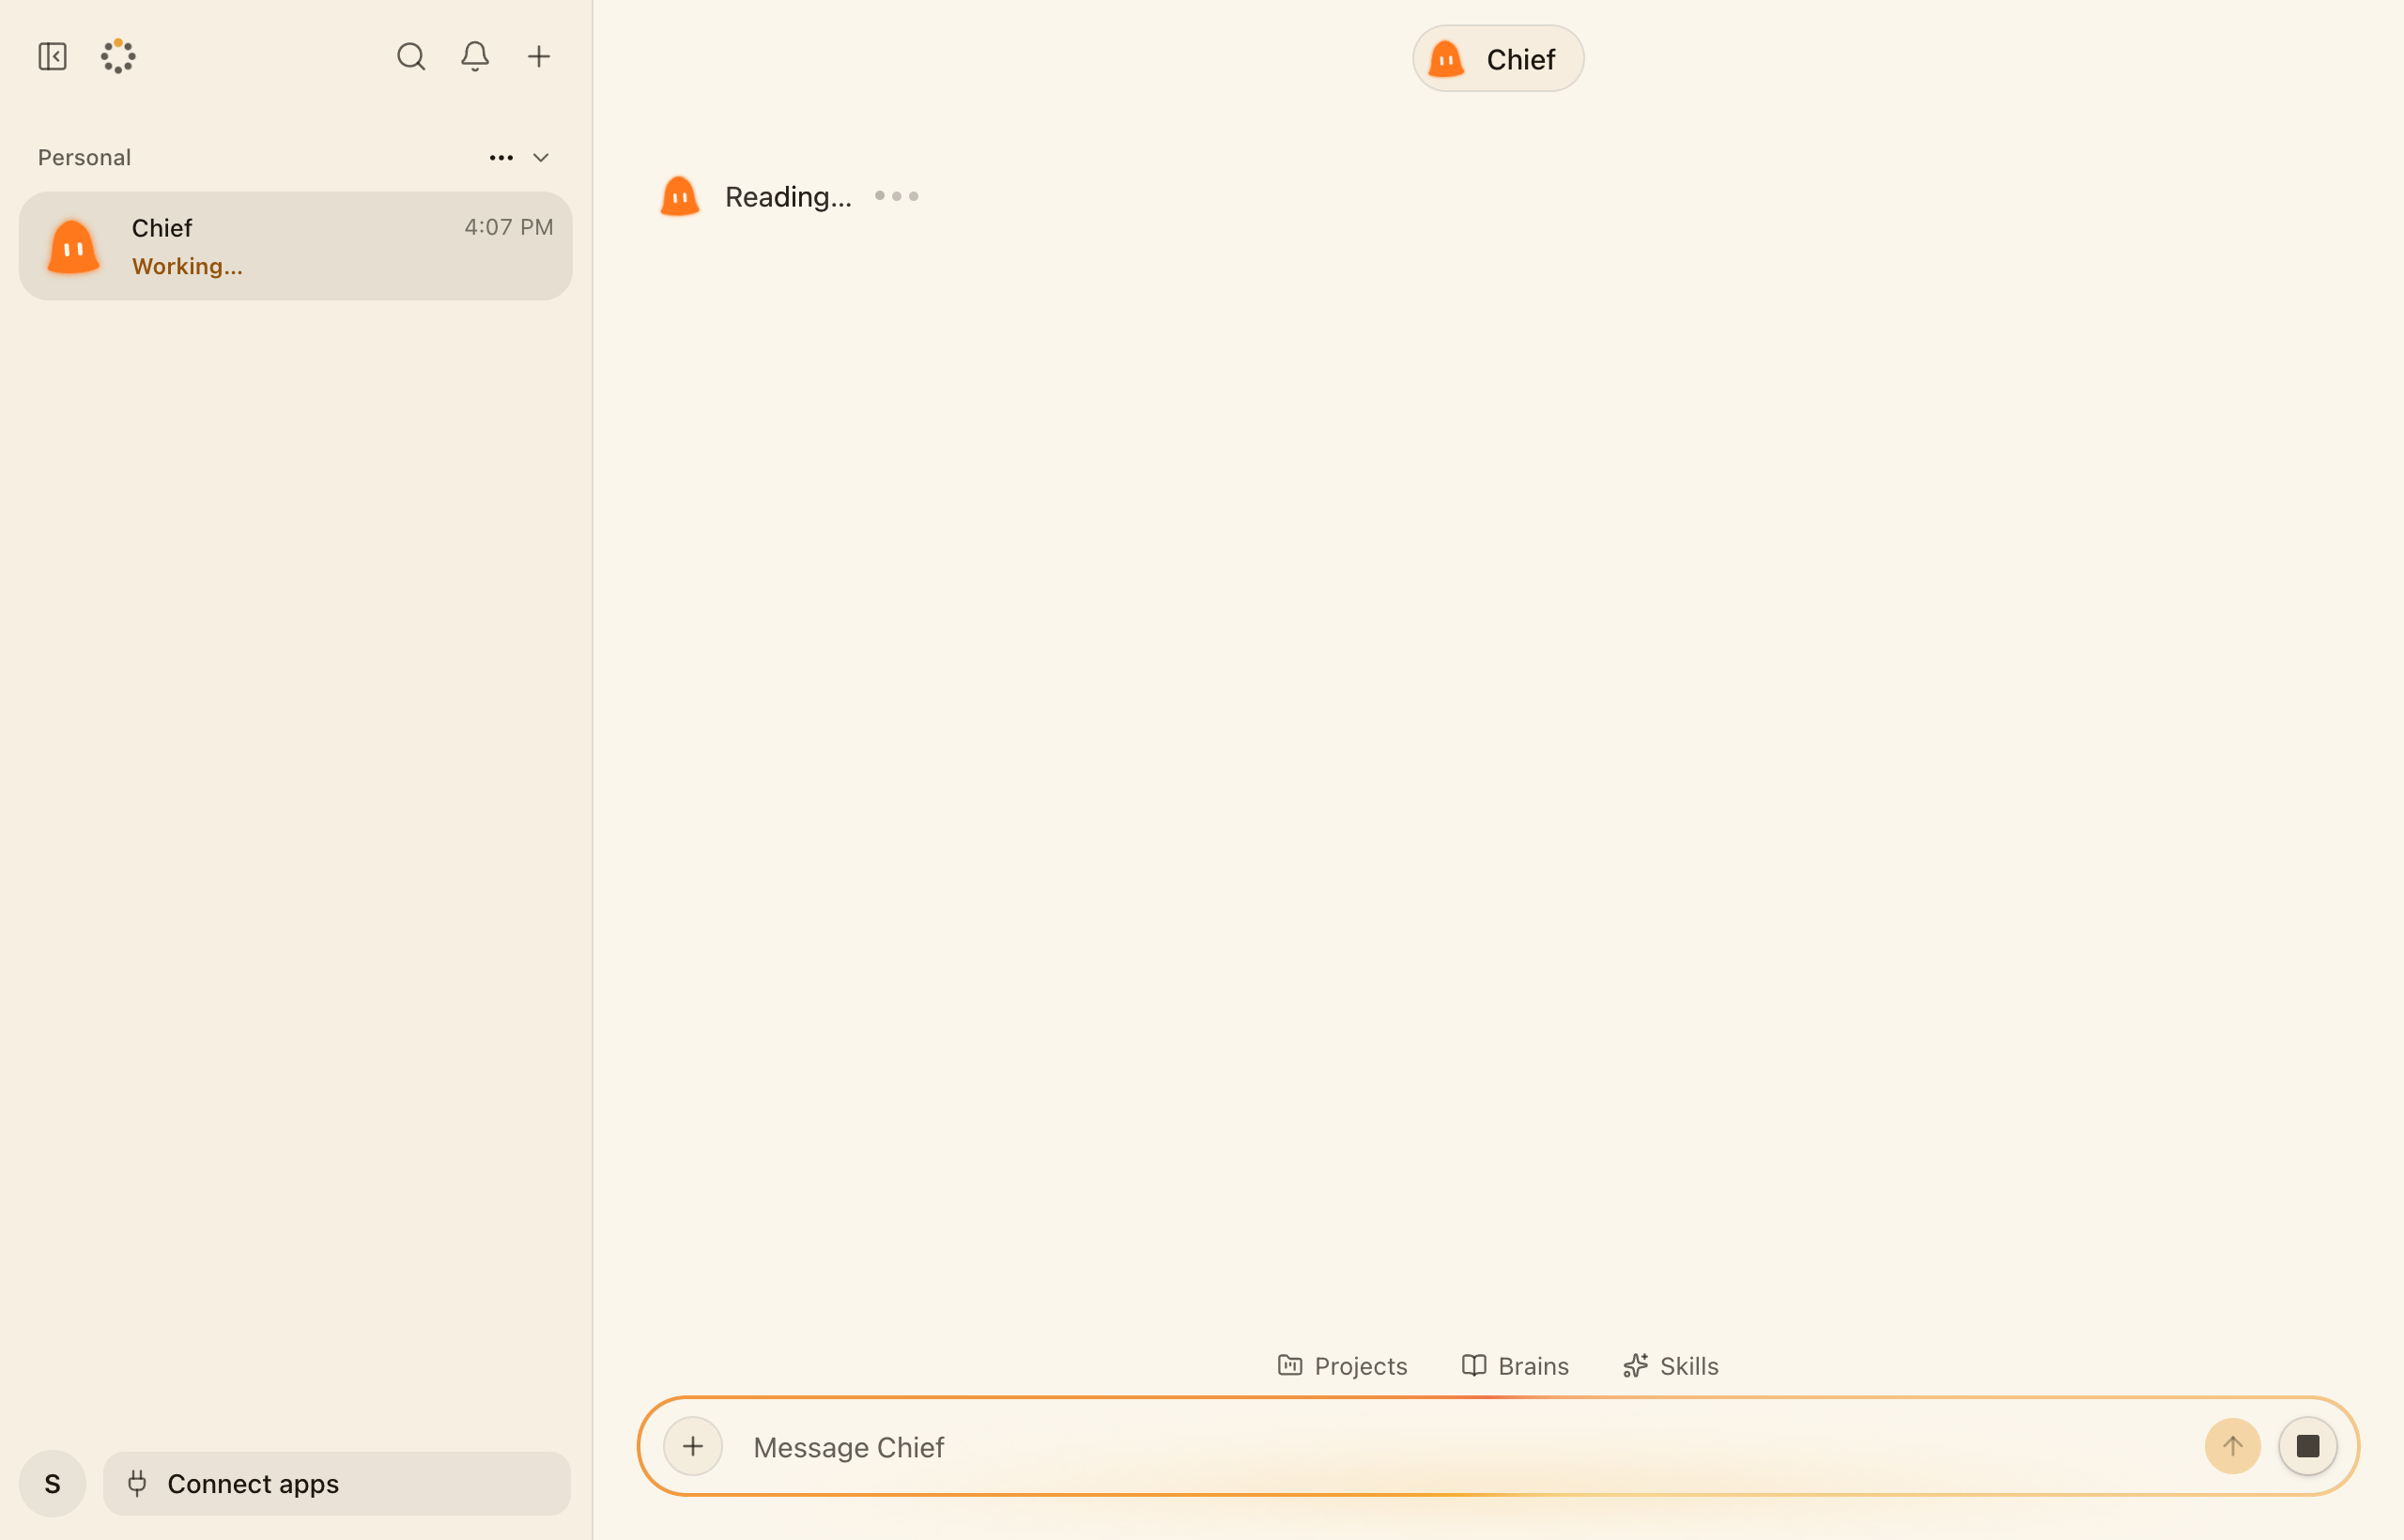 Personal
Chief
4:07 PM
Working...
S
Connect apps
Chief
Reading...
Projects
Brains
Skills
Message Chief